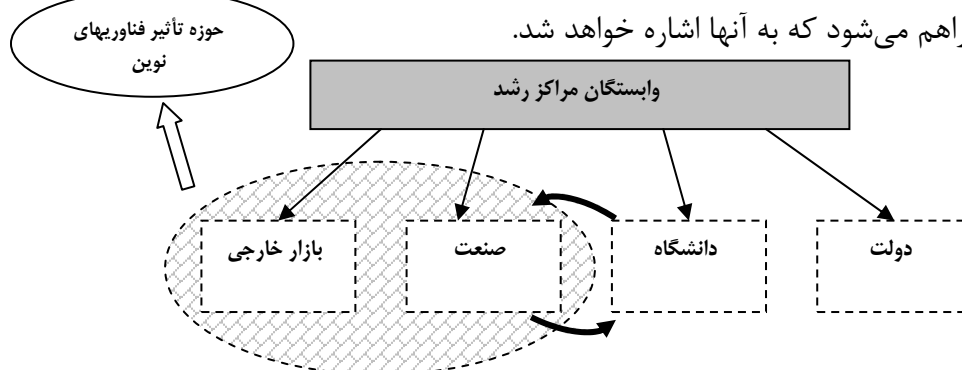 راهم می‌شود که به آنها اشاره خواهد شد.
حوزه تأثیر فناوریهای
نوین
وابستگان مراکز رشد
دولت
دانشگاه
صنعت
بازار خارجی